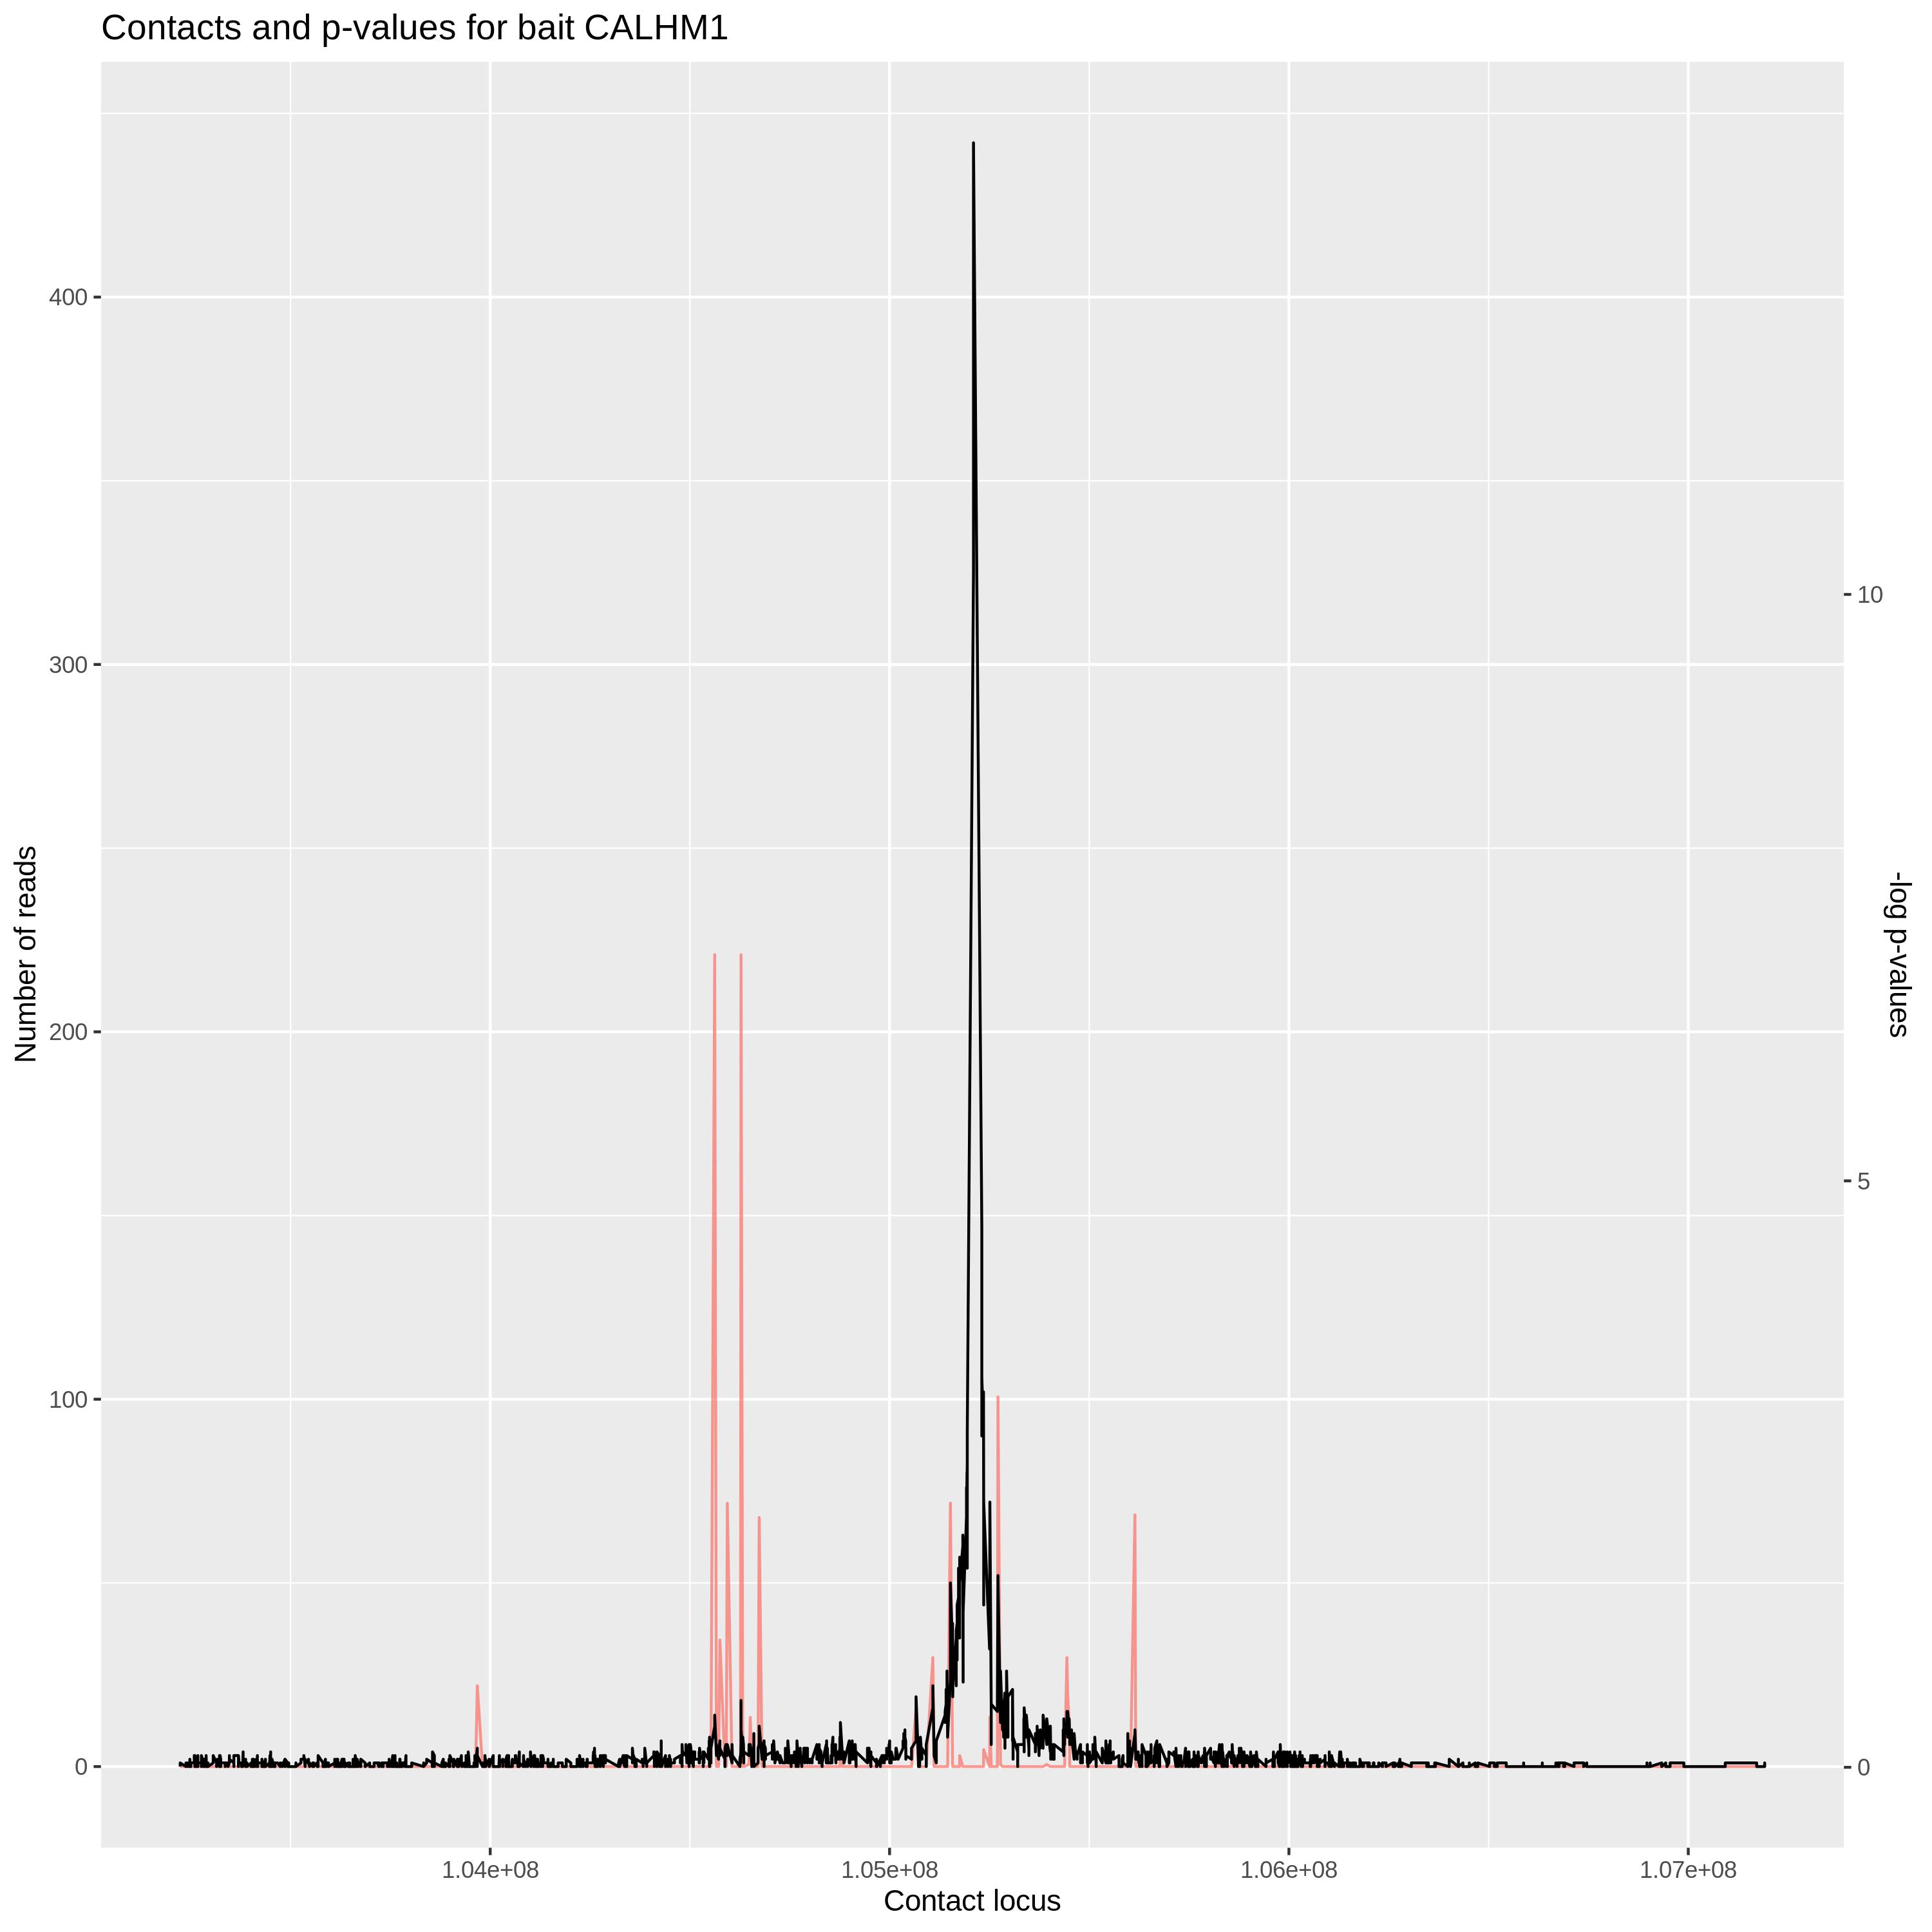 Contacts and p-values for bait CALHM1
400
300
200
100
0
Number of reads
10
5
0
-log p-values
1.04e+08
1.05e+08
1.06e+08
1.07e+08
Contact locus